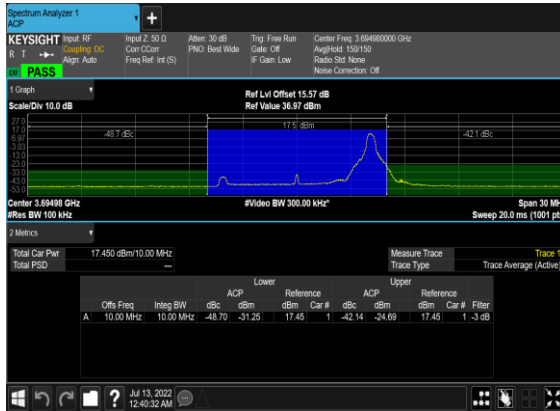 Spectrum Analyzer 1
ACP
+
KEYSIGHT Input: RF Input Z: 50 Ω Atten: 30 dB Trig: Free Run Center Freq: 3.694980000 GHz
R T Coupling: DC Corr CCorr PNO: Best Wide Gate: Off Avg|Hold: 150/150
Align: Auto Freq Ref: Int (S) IF Gain: Low Radio Std: None
PASS Noise Correction: Off
1 Graph Ref Lvl Offset 15.57 dB
Scale/Div 10.0 dB Ref Value 36.97 dBm
27.0
17.0 17.5 dBm
6.97 -48.7 dBc -42.1 dBc
-3.03
-13.0
-23.0
-33.0
-43.0
-53.0
Center 3.69498 GHz #Video BW 300.00 kHz* Span 30 MH
#Res BW 100 kHz Sweep 20.0 ms (1001 pt
2 Metrics
Total Car Pwr 17.450 dBm/10.00 MHz Measure Trace Trace 1
Total PSD --- Trace Type Trace Average (Active)
Lower Upper
ACP Reference ACP Reference
Offs Freq Integ BW dBc dBm dBm Car # dBc dBm dBm Car # Filter
A 10.00 MHz 10.00 MHz -48.70 -31.25 17.45 1 -42.14 -24.69 17.45 1 -3 dB
? Jul 13, 2022
12:40:32 AM